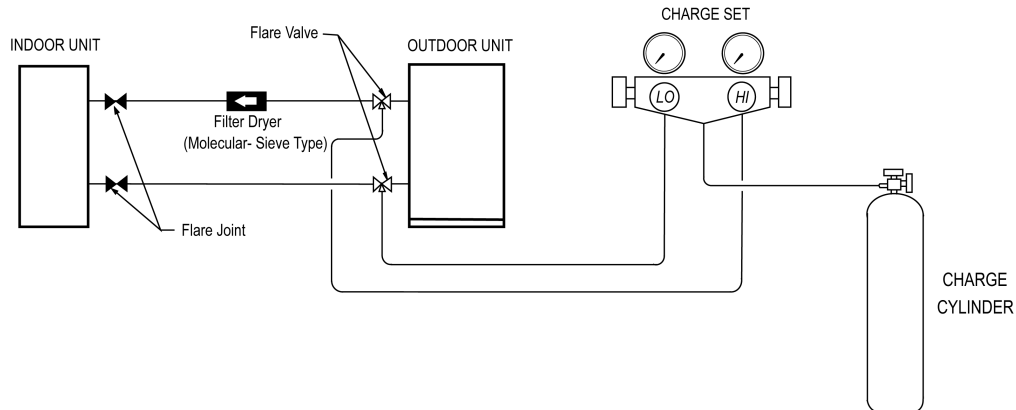 CHARGE SET
INDOOR UNIT
Flare Valve
OUTDOOR UNIT
LO
HI
Filter Dryer
(Molecular- Sieve Type)
Flare Joint
CHARGE
CYLINDER